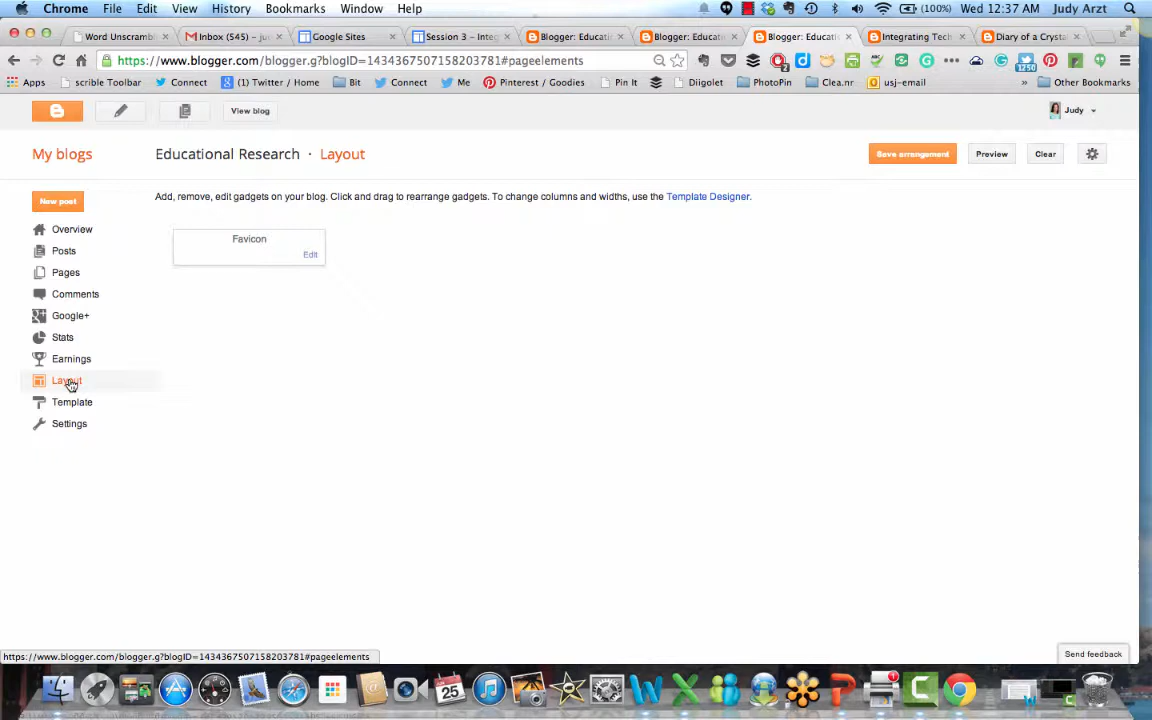 Chrome File Edit View History Bookmarks Window Help (100%) Wed 12:37 AM Judy Arzt
Word Unscramb Inbox (545) – ju Google Sites Session 3 – Integ Blogger: Educatin Blogger: Educatio Blogger: Educatio Integrating Tech Diary of a Crysta
https://www.blogger.com/blogger.g?blogID=1434367507158203781#pageelements
Apps scrible Toolbar Connect (1) Twitter / Home Bit Connect Me Pinterest / Goodies Pin It Diigolet PhotoPin Clea.nr usj-email » Other Bookmarks
View blog Judy
My blogs Educational Research · Layout Save arrangement Preview Clear
New post
Add, remove, edit gadgets on your blog. Click and drag to rearrange gadgets. To change columns and widths, use the Template Designer.
Overview
Favicon
Posts
Edit
Pages
Comments
Google+
Stats
Earnings
Layout
Template
Settings
https://www.blogger.com/blogger.g?blogID=1434367507158203781#pageelements
Send feedback